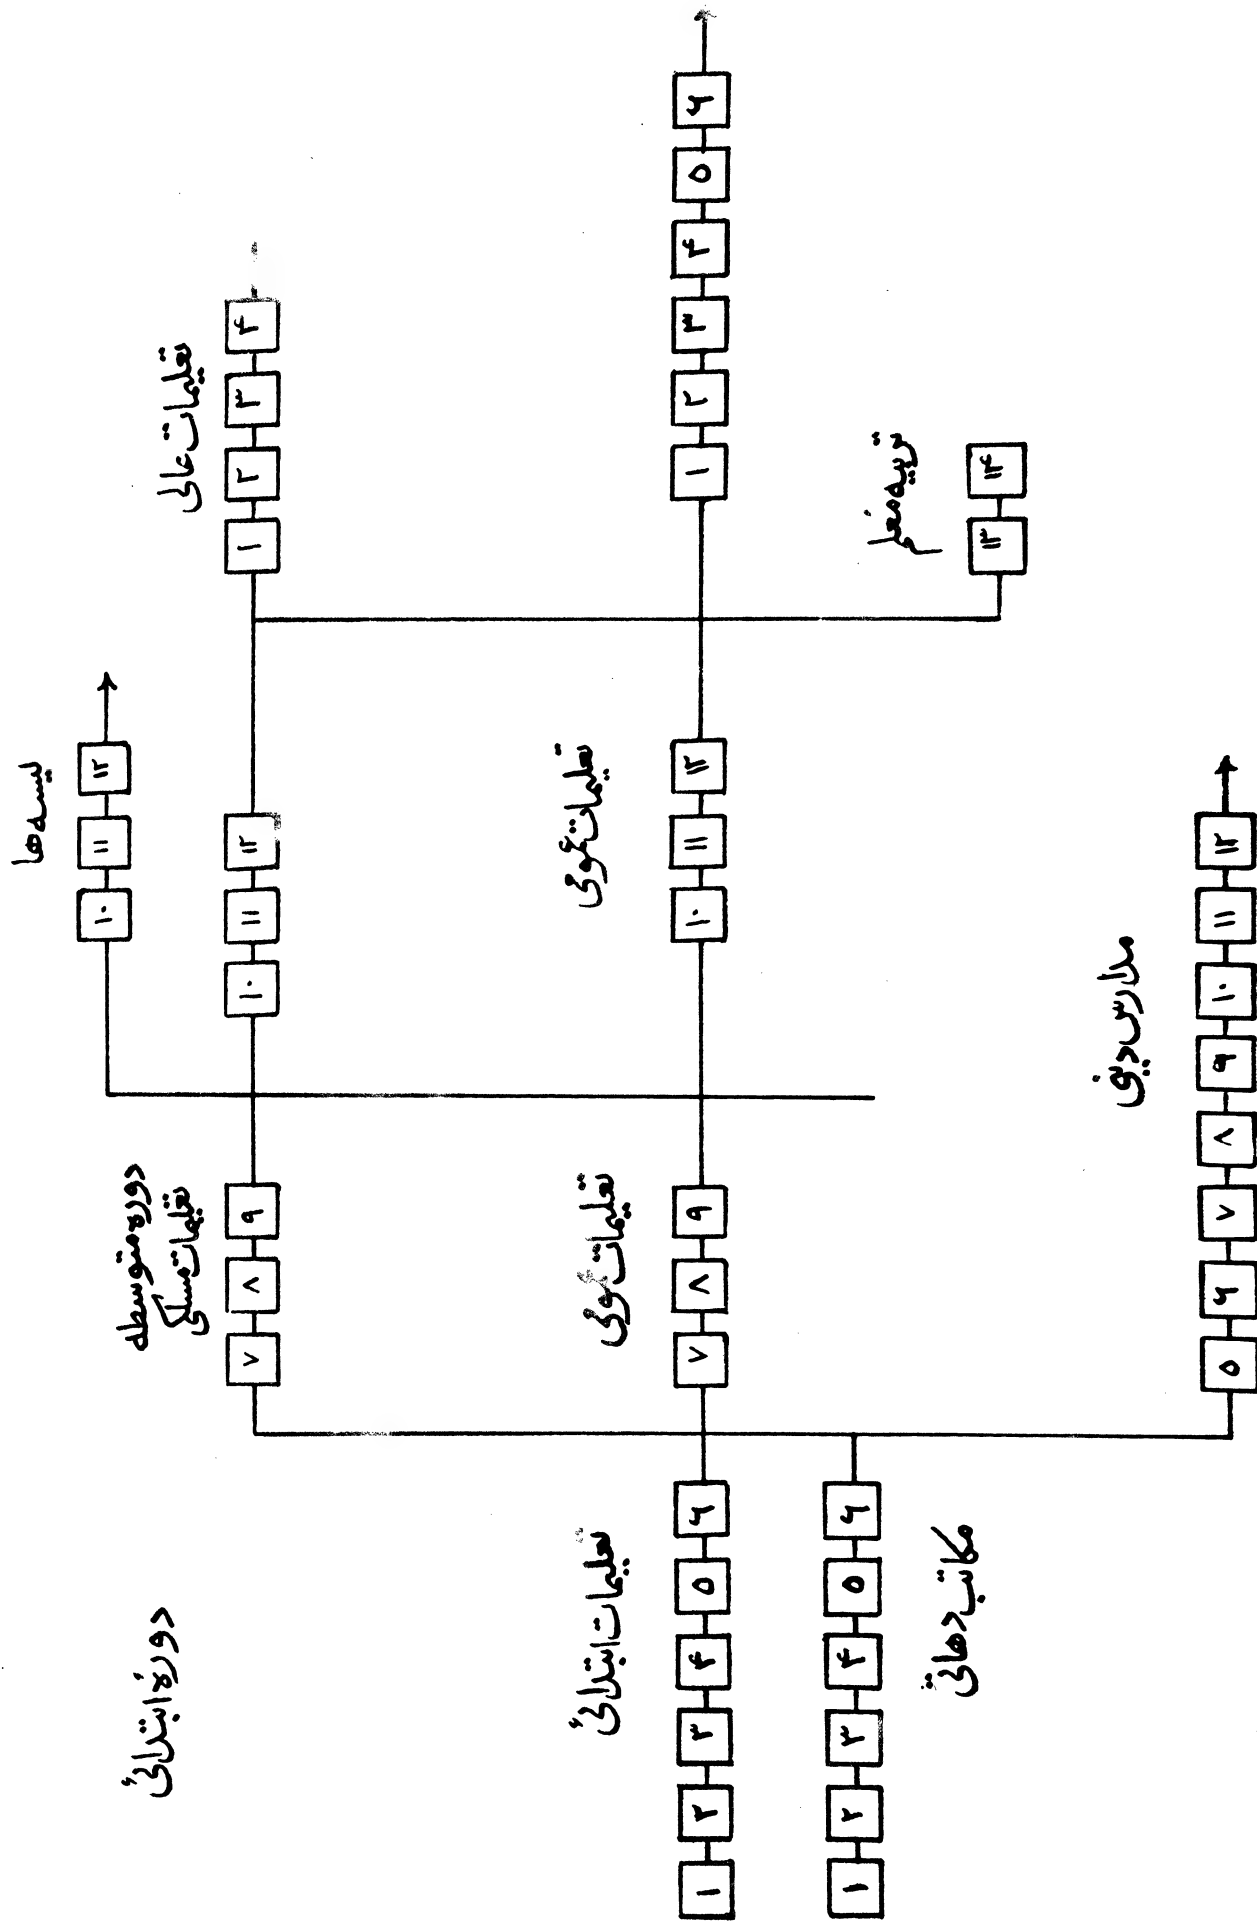 لیسه ها
۱۰ ۱۱ ۱۲
دوره ابتدائی
دوره متوسطه
تعلیمات مسلکی
تعلیمات عالی
۷ ۸ ۹ ۱۰ ۱۱ ۱۲ ۱ ۲ ۳ ۴
تعلیمات ابتدائی
تعلیمات عمومی
تعلیمات عمومی
۱ ۲ ۳ ۴ ۵ ۶ ۷ ۸ ۹ ۱۰ ۱۱ ۱۲ ۱ ۲ ۳ ۴ ۵ ۶
۱ ۲ ۳ ۴ ۵ ۶
مکاتب دهاتی
تربیه معلم
۱۳ ۱۴
مدارس دینی
۵ ۶ ۷ ۸ ۹ ۱۰ ۱۱ ۱۲